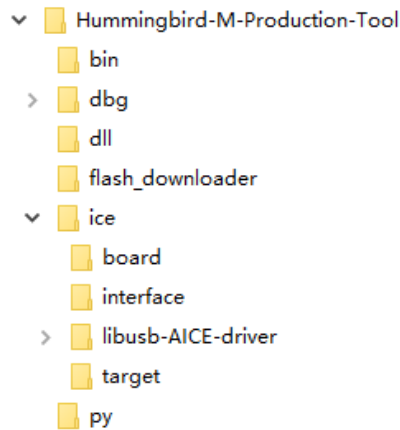 Hummingbird-M-Production-Tool
bin
dbg
dll
flash_downloader
ice
board
interface
libusb-AICE-driver
target
py